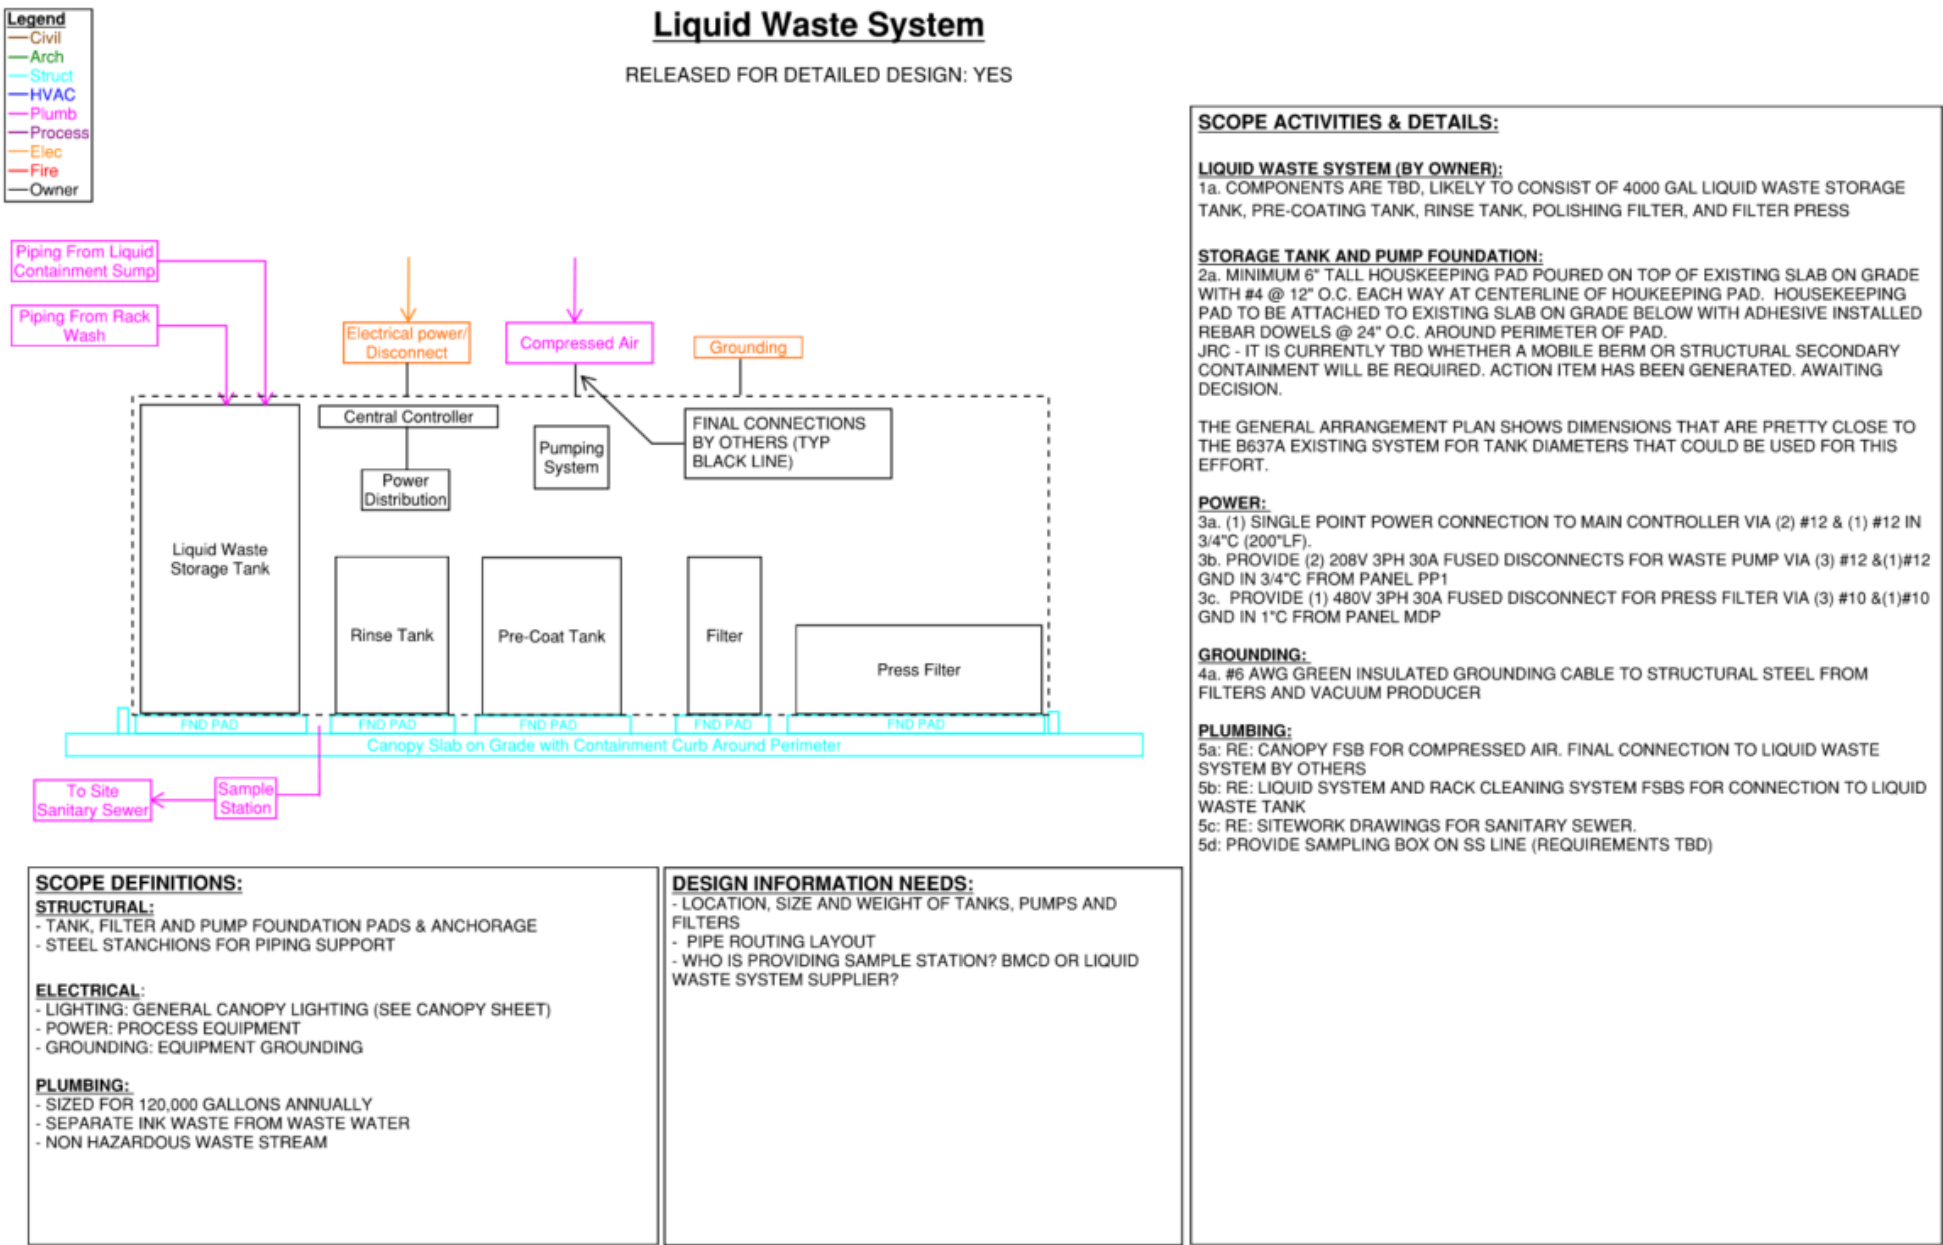 Legend
Civil
Arch
Struct
HVAC
Plumb
Process
Elec
Fire
Owner
Liquid Waste System
RELEASED FOR DETAILED DESIGN: YES
Piping From Liquid
Containment Sump
Piping From Rack
Wash
Electrical power/
Disconnect
Compressed Air
Grounding
Central Controller
Power
Distribution
Pumping
System
FINAL CONNECTIONS
BY OTHERS (TYP
BLACK LINE)
Liquid Waste
Storage Tank
Rinse Tank
Pre-Coat Tank
Filter
Press Filter
FND PAD
FND PAD
FND PAD
FND PAD
FND PAD
Canopy Slab on Grade with Containment Curb Around Perimeter
To Site
Sanitary Sewer
Sample
Station
SCOPE ACTIVITIES & DETAILS:
LIQUID WASTE SYSTEM (BY OWNER):
1a. COMPONENTS ARE TBD, LIKELY TO CONSIST OF 4000 GAL LIQUID WASTE STORAGE
TANK, PRE-COATING TANK, RINSE TANK, POLISHING FILTER, AND FILTER PRESS
STORAGE TANK AND PUMP FOUNDATION:
2a. MINIMUM 6" TALL HOUSKEEPING PAD POURED ON TOP OF EXISTING SLAB ON GRADE
WITH #4 @ 12" O.C. EACH WAY AT CENTERLINE OF HOUKEEPING PAD. HOUSEKEEPING
PAD TO BE ATTACHED TO EXISTING SLAB ON GRADE BELOW WITH ADHESIVE INSTALLED
REBAR DOWELS @ 24" O.C. AROUND PERIMETER OF PAD.
JRC - IT IS CURRENTLY TBD WHETHER A MOBILE BERM OR STRUCTURAL SECONDARY
CONTAINMENT WILL BE REQUIRED. ACTION ITEM HAS BEEN GENERATED. AWAITING
DECISION.
THE GENERAL ARRANGEMENT PLAN SHOWS DIMENSIONS THAT ARE PRETTY CLOSE TO
THE B637A EXISTING SYSTEM FOR TANK DIAMETERS THAT COULD BE USED FOR THIS
EFFORT.
POWER:
3a. (1) SINGLE POINT POWER CONNECTION TO MAIN CONTROLLER VIA (2) #12 & (1) #12 IN
3/4"C (200"LF).
3b. PROVIDE (2) 208V 3PH 30A FUSED DISCONNECTS FOR WASTE PUMP VIA (3) #12 &(1)#12
GND IN 3/4"C FROM PANEL PP1
3c. PROVIDE (1) 480V 3PH 30A FUSED DISCONNECT FOR PRESS FILTER VIA (3) #10 &(1)#10
GND IN 1"C FROM PANEL MDP
GROUNDING:
4a. #6 AWG GREEN INSULATED GROUNDING CABLE TO STRUCTURAL STEEL FROM
FILTERS AND VACUUM PRODUCER
PLUMBING:
5a: RE: CANOPY FSB FOR COMPRESSED AIR. FINAL CONNECTION TO LIQUID WASTE
SYSTEM BY OTHERS
5b: RE: LIQUID SYSTEM AND RACK CLEANING SYSTEM FSBS FOR CONNECTION TO LIQUID
WASTE TANK
5c: RE: SITEWORK DRAWINGS FOR SANITARY SEWER.
5d: PROVIDE SAMPLING BOX ON SS LINE (REQUIREMENTS TBD)
SCOPE DEFINITIONS:
STRUCTURAL:
- TANK, FILTER AND PUMP FOUNDATION PADS & ANCHORAGE
- STEEL STANCHIONS FOR PIPING SUPPORT
ELECTRICAL:
- LIGHTING: GENERAL CANOPY LIGHTING (SEE CANOPY SHEET)
- POWER: PROCESS EQUIPMENT
- GROUNDING: EQUIPMENT GROUNDING
PLUMBING:
- SIZED FOR 120,000 GALLONS ANNUALLY
- SEPARATE INK WASTE FROM WASTE WATER
- NON HAZARDOUS WASTE STREAM
DESIGN INFORMATION NEEDS:
- LOCATION, SIZE AND WEIGHT OF TANKS, PUMPS AND
FILTERS
- PIPE ROUTING LAYOUT
- WHO IS PROVIDING SAMPLE STATION? BMCD OR LIQUID
WASTE SYSTEM SUPPLIER?